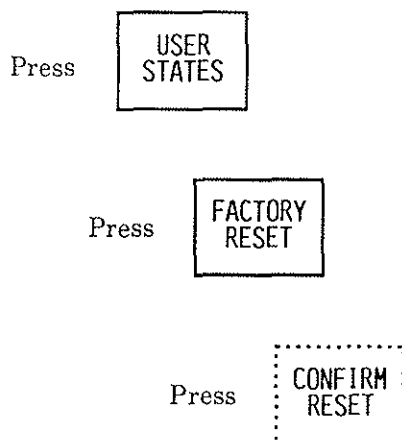 Press USER
STATES
Press FACTORY
RESET
Press CONFIRM
RESET